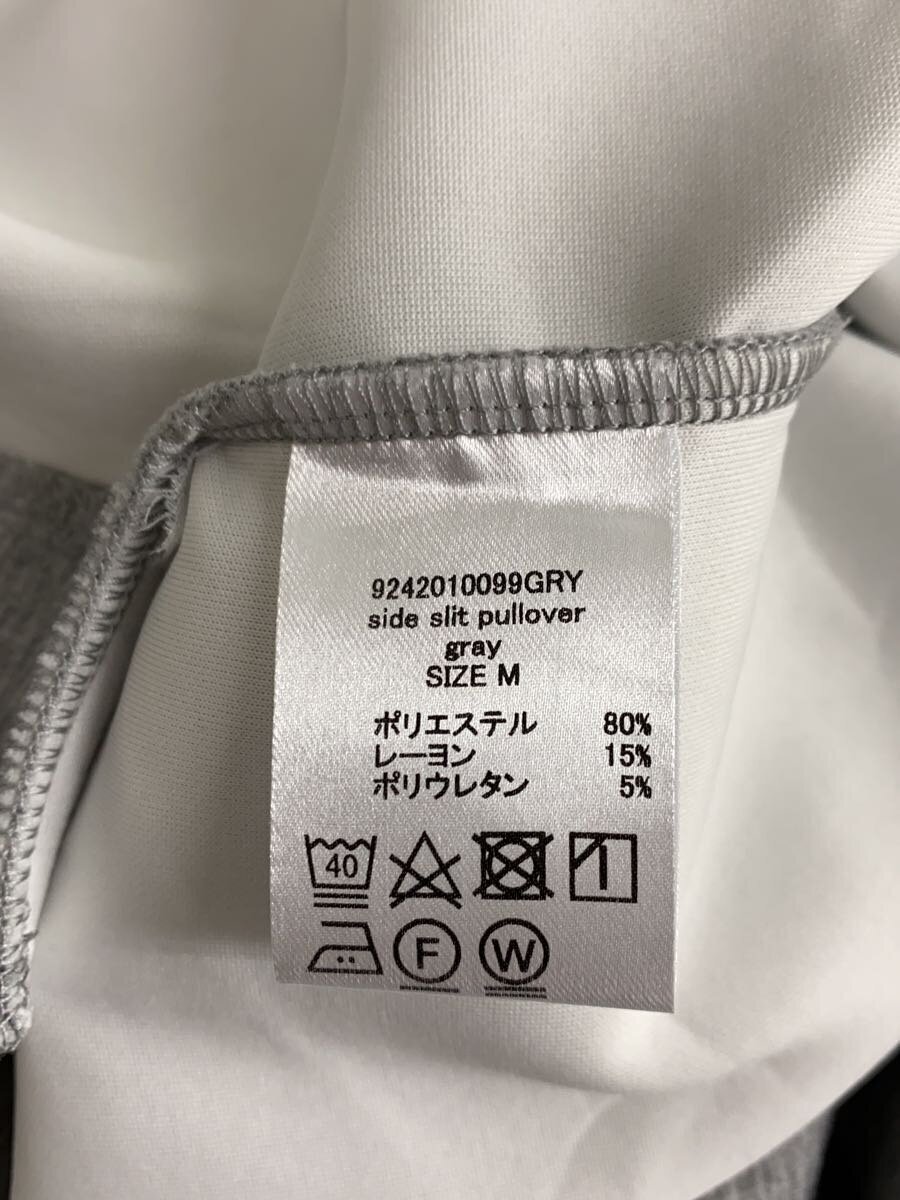 9242010099GRY
side slit pullover
gray
SIZE M
ポリエステル 80%
レーヨン 15%
ポリウレタン 5%
40
F W